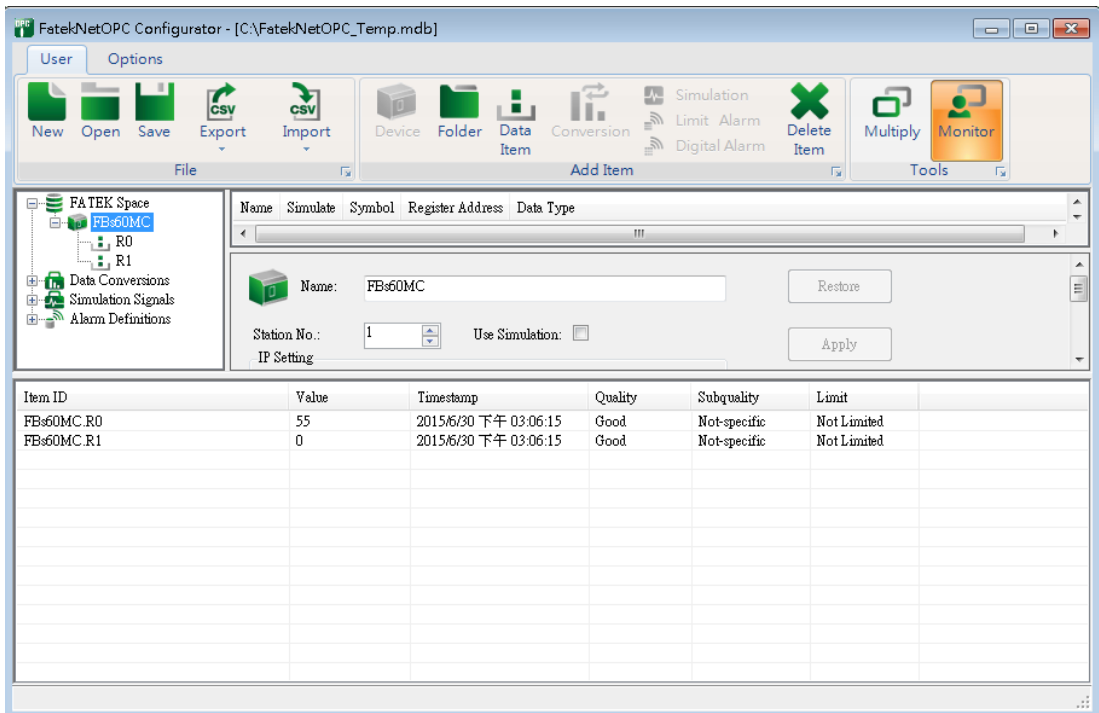 OPC FatekNetOPC Configurator - [C:\FatekNetOPC_Temp.mdb]
User Options
New Open Save CSV Export CSV Import Device Folder Data Item Conversion Simulation Limit Alarm Digital Alarm Delete Item Multiply Monitor
File Add Item Tools
FATEK Space
FBs60MC
R0
R1
Data Conversions
Simulation Signals
Alarm Definitions
Name Simulate Symbol Register Address Data Type
Name: FBs60MC Restore
Station No.: 1 Use Simulation: Apply
IP Setting
Item ID Value Timestamp Quality Subquality Limit
FBs60MC.R0 55 2015/6/30 下午 03:06:15 Good Not-specific Not Limited
FBs60MC.R1 0 2015/6/30 下午 03:06:15 Good Not-specific Not Limited